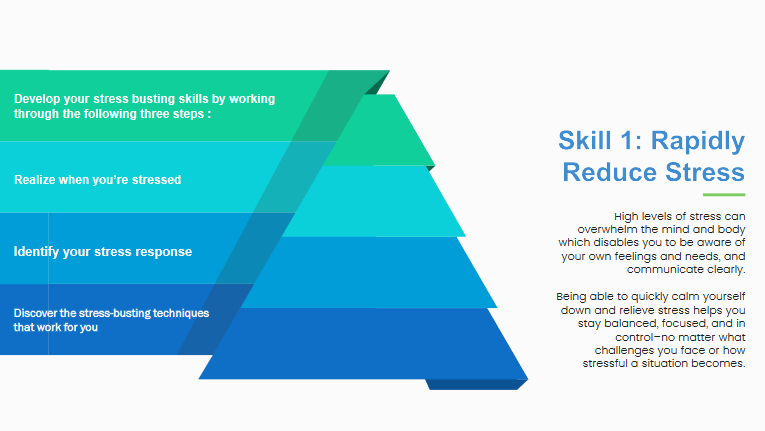 Develop your stress busting skills by working
through the following three steps :
Realize when you're stressed
Identify your stress response
Discover the stress-busting techniques
that work for you
Skill 1: Rapidly
Reduce Stress
High levels of stress can
overwhelm the mind and body
which disables you to be aware of
your own feelings and needs, and
communicate clearly.
Being able to quickly calm yourself
down and relieve stress helps you
stay balanced, focused, and in
control–no matter what
challenges you face or how
stressful a situation becomes.